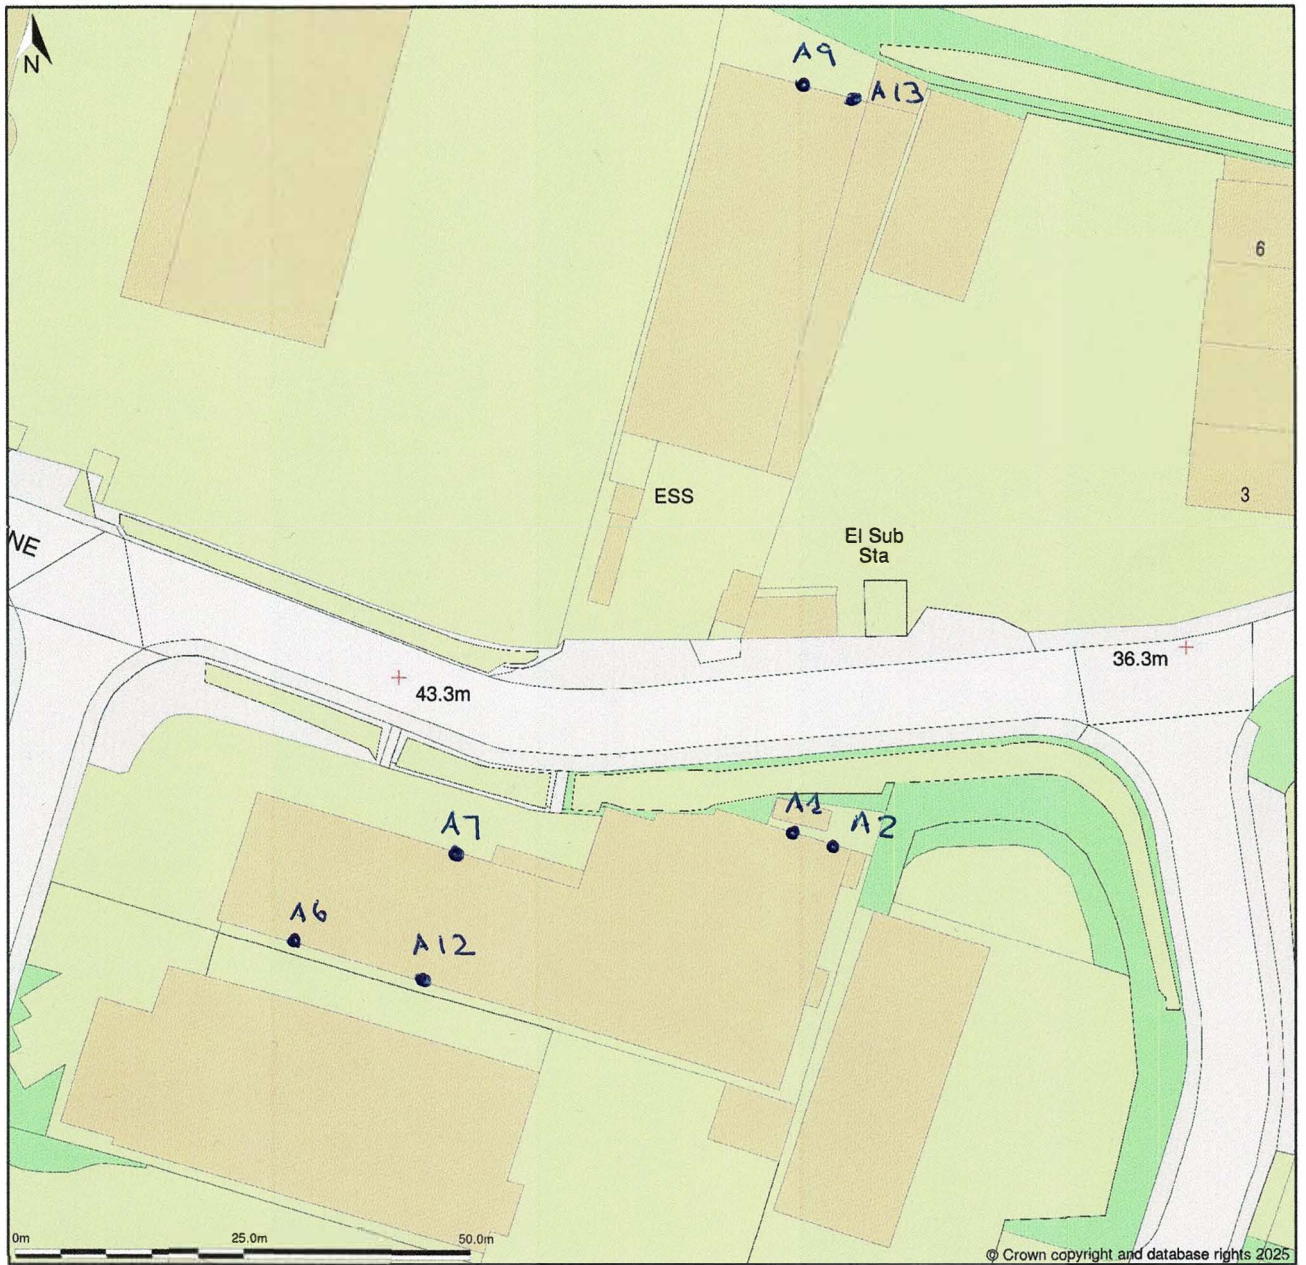 N
A9
A13
6
ESS
3
El Sub
Sta
NE
36.3m
43.3m
A1
A2
A7
A6
A12
0m 25.0m 50.0m
© Crown copyright and database rights 2025